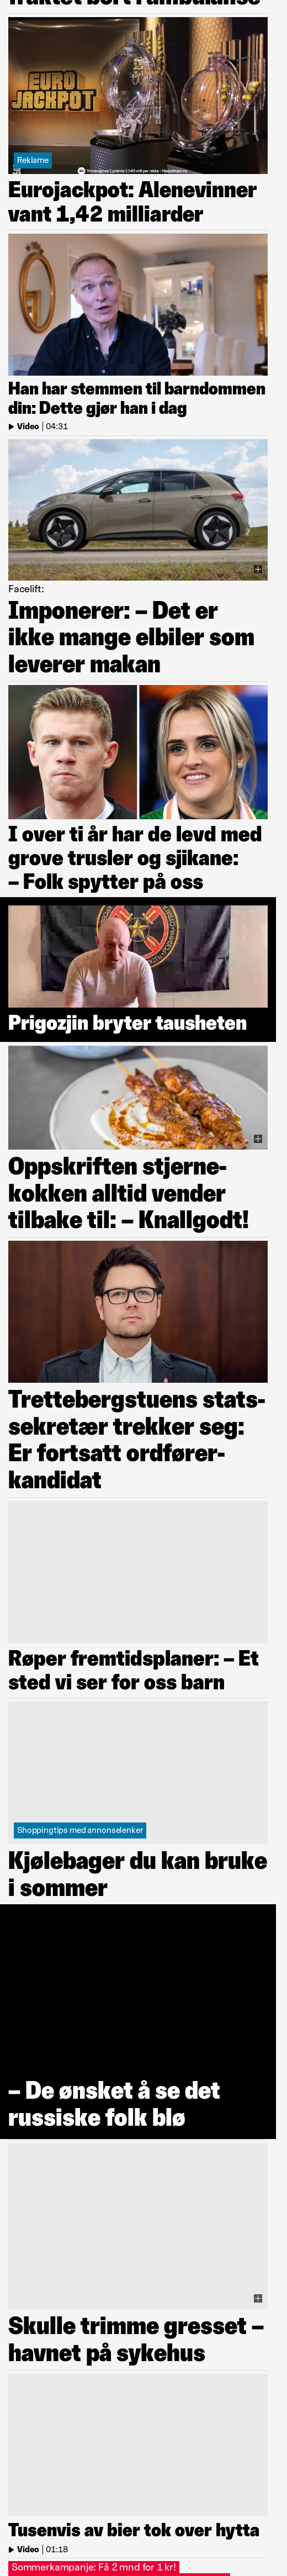 EURO
JACKPOT
Reklame
Eurojackpot: Alenevinner
vant 1,42 milliarder
Han har stemmen til barndommen
din: Dette gjør han i dag
Video | 04:31
Facelift:
Imponerer: – Det er
ikke mange elbiler som
leverer makan
I over ti år har de levd med
grove trusler og sjikane:
– Folk spytter på oss
Prigozjin bryter tausheten
Oppskriften stjerne-
kokken alltid vender
tilbake til: – Knallgodt!
Trettebergstuens stats-
sekretær trekker seg:
Er fortsatt ordfører-
kandidat
Røper fremtidsplaner: – Et
sted vi ser for oss barn
Shoppingtips med annonselenker
Kjølebager du kan bruke
i sommer
– De ønsket å se det
russiske folk blø
Skulle trimme gresset –
havnet på sykehus
Tusenvis av bier tok over hytta
Video | 01:18
Sommerkampanje: Få 2 mnd for 1 kr!